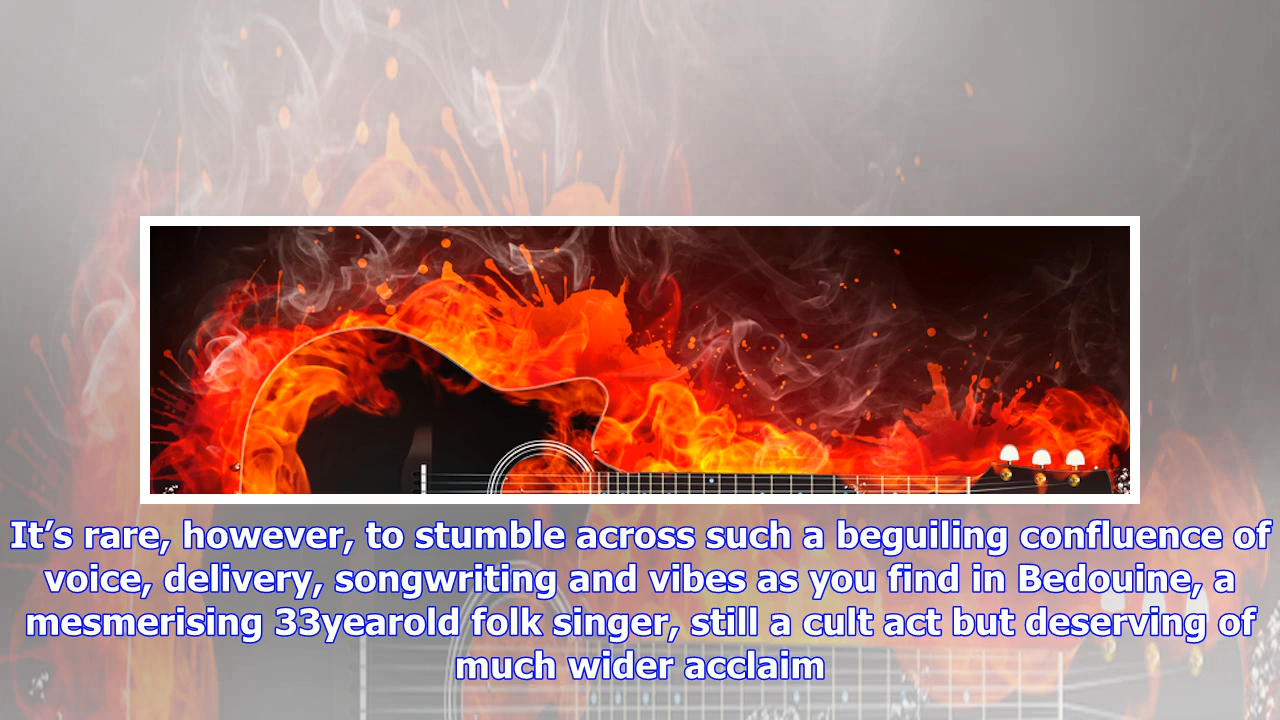 It’s rare, however, to stumble across such a beguiling confluence of
voice, delivery, songwriting and vibes as you find in Bedouine, a
mesmerising 33yearold folk singer, still a cult act but deserving of
much wider acclaim